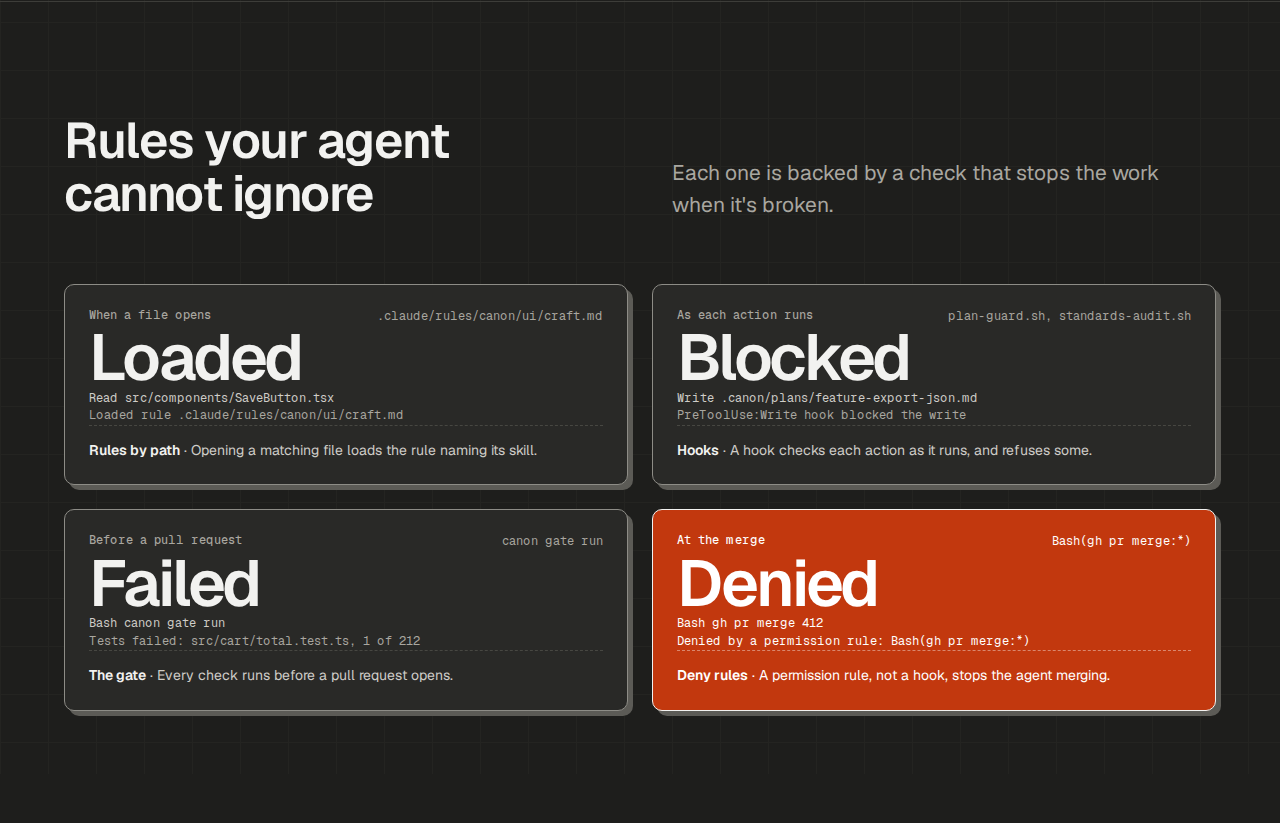 Rules your agent
cannot ignore
Each one is backed by a check that stops the work
when it's broken.
When a file opens
.claude/rules/canon/ui/craft.md
Loaded
Read src/components/SaveButton.tsx
Loaded rule .claude/rules/canon/ui/craft.md
Rules by path · Opening a matching file loads the rule naming its skill.
As each action runs
plan-guard.sh, standards-audit.sh
Blocked
Write .canon/plans/feature-export-json.md
PreToolUse:Write hook blocked the write
Hooks · A hook checks each action as it runs, and refuses some.
Before a pull request
canon gate run
Failed
Bash canon gate run
Tests failed: src/cart/total.test.ts, 1 of 212
The gate · Every check runs before a pull request opens.
At the merge
Bash(gh pr merge:*)
Denied
Bash gh pr merge 412
Denied by a permission rule: Bash(gh pr merge:*)
Deny rules · A permission rule, not a hook, stops the agent merging.